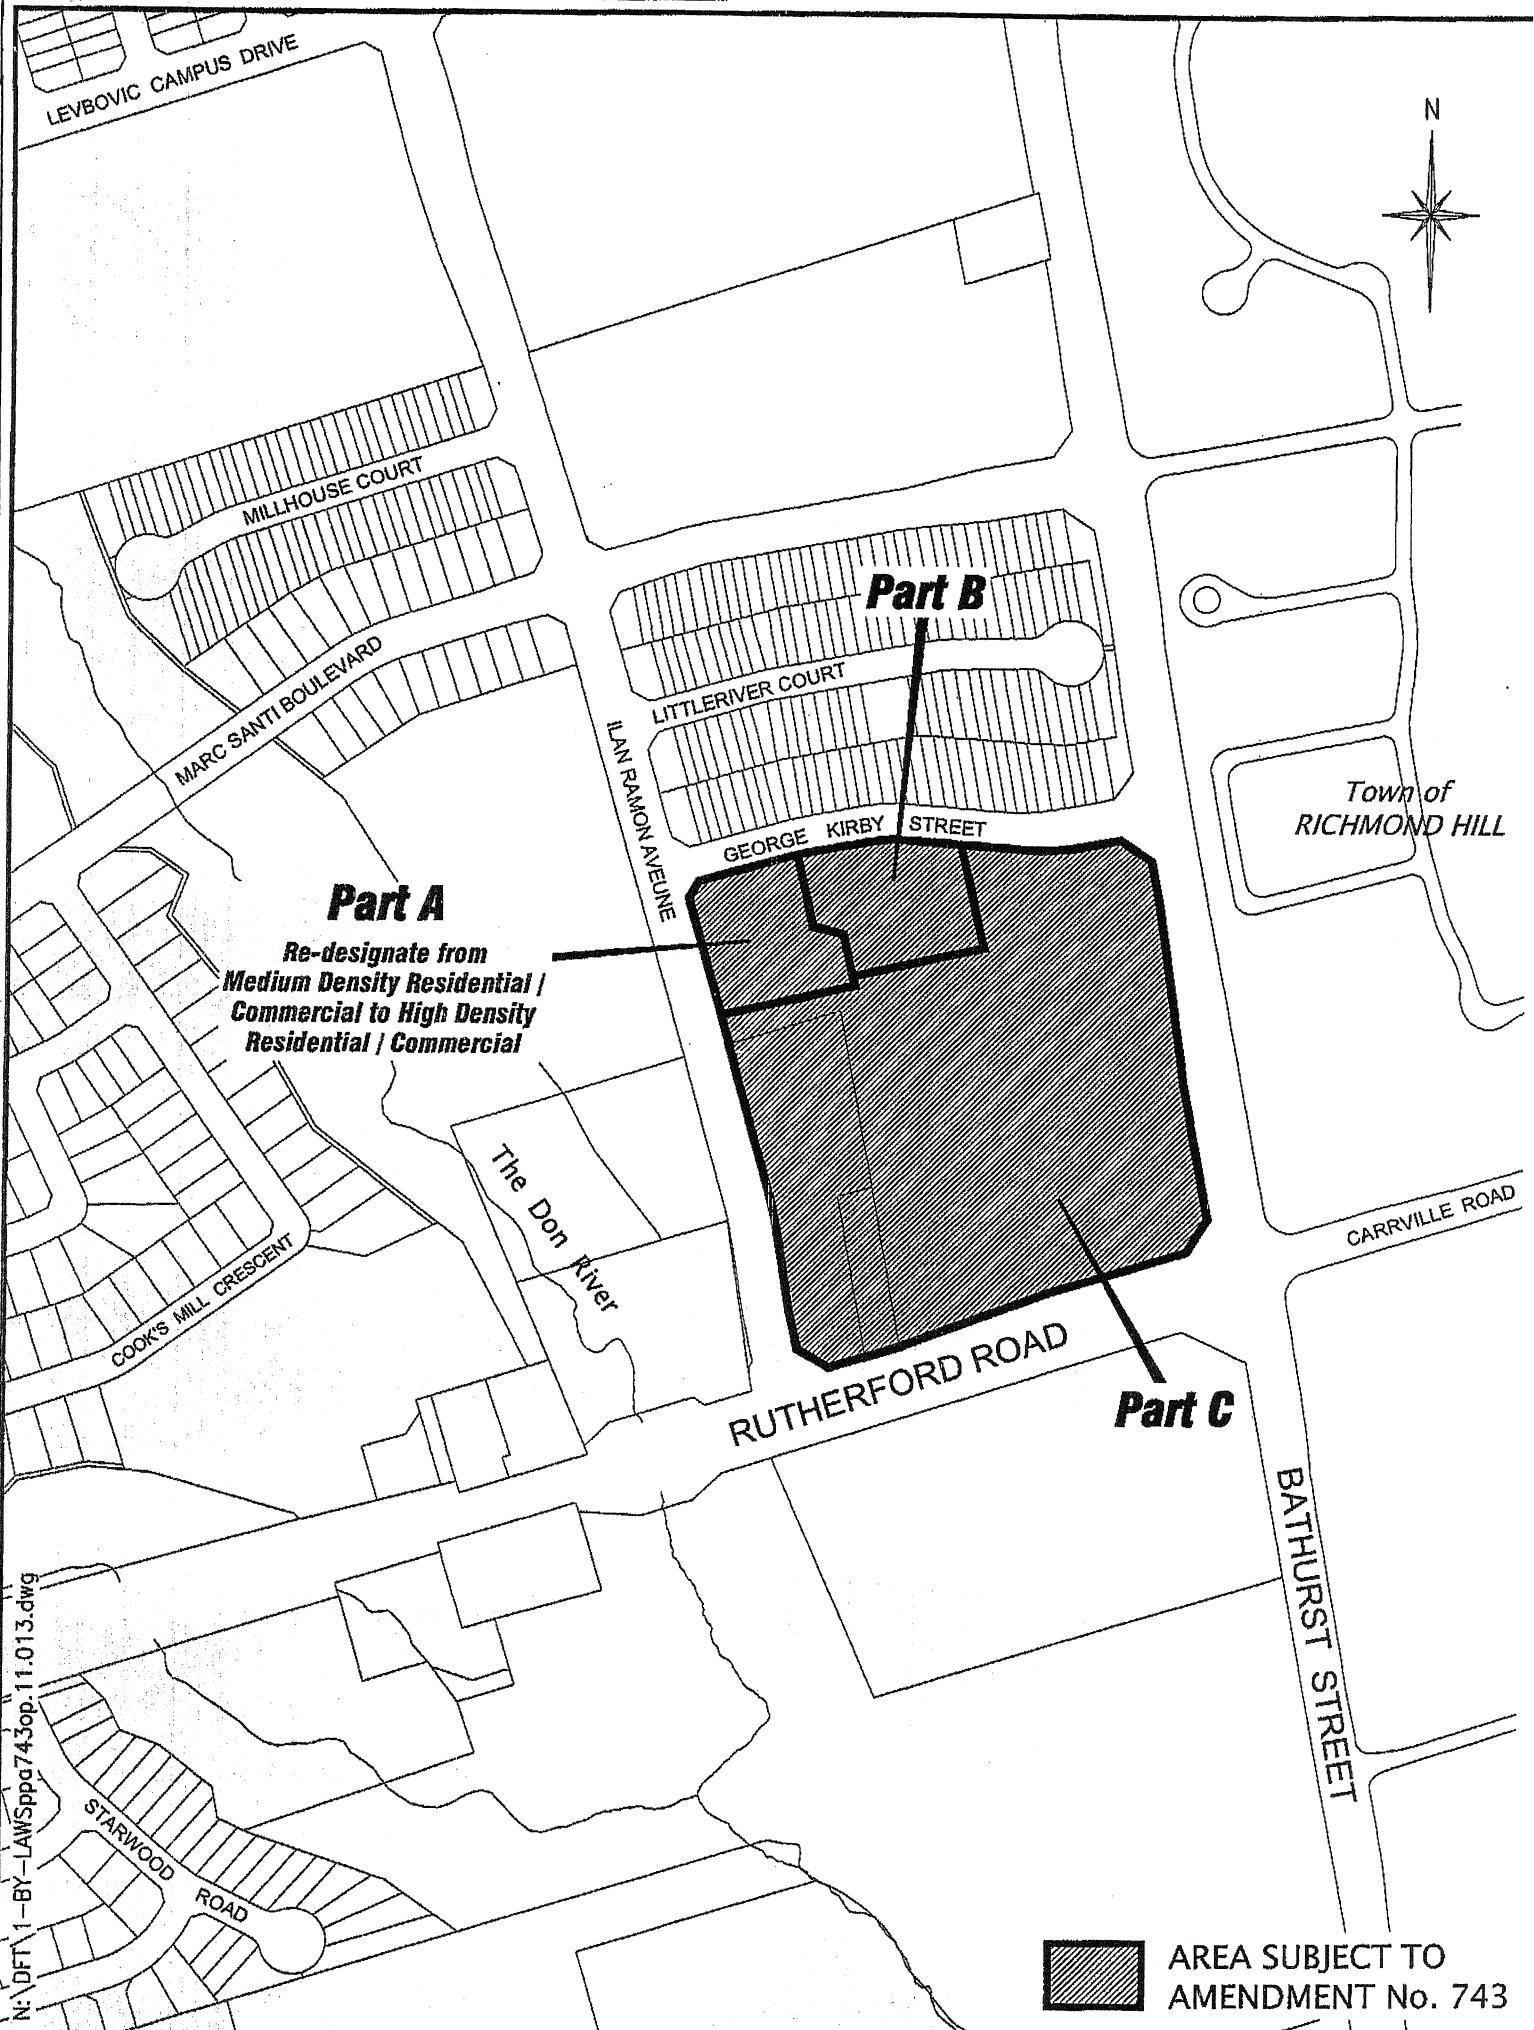 LEVBOVIC CAMPUS DRIVE
N
MILLHOUSE COURT
Part B
LITTLERIVER COURT
MARC SANTI BOULEVARD
ILAN RAMON AVEUNE
Town of
RICHMOND HILL
GEORGE KIRBY STREET
Part A
Re-designate from
Medium Density Residential /
Commercial to High Density
Residential / Commercial
The Don River
CARRVILLE ROAD
COOK'S MILL CRESCENT
RUTHERFORD ROAD
Part C
BATHURST STREET
N:\DFT\1-BY-LAWS\opa743op.11.013.dwg
STARWOOD ROAD
AREA SUBJECT TO
AMENDMENT No. 743